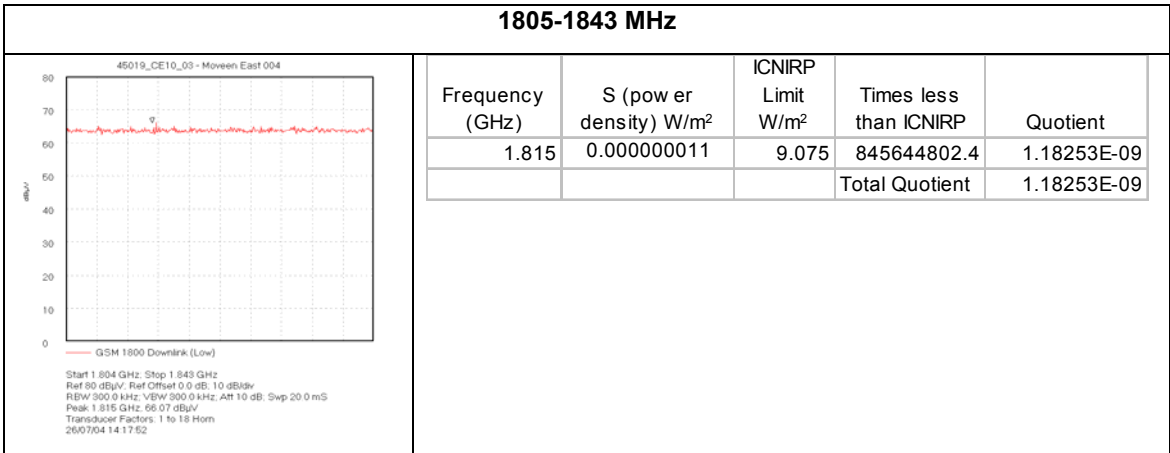 1805-1843 MHz
45019_CE10_03 - Moveen East 004
80
70
60
50
dBµV
40
30
20
10
0
GSM 1800 Downlink (Low)
Start 1.804 GHz; Stop 1.843 GHz
Ref 80 dBµV; Ref Offset 0.0 dB; 10 dB/div
RBW 300.0 kHz; VBW 300.0 kHz; Att 10 dB; Swp 20.0 mS
Peak 1.815 GHz, 66.07 dBµV
Transducer Factors: 1 to 18 Horn
26/07/04 14:17:52
Frequency (GHz) S (pow er density) W/m² ICNIRP Limit W/m² Times less than ICNIRP Quotient
1.815 0.000000011 9.075 845644802.4 1.18253E-09
Total Quotient 1.18253E-09